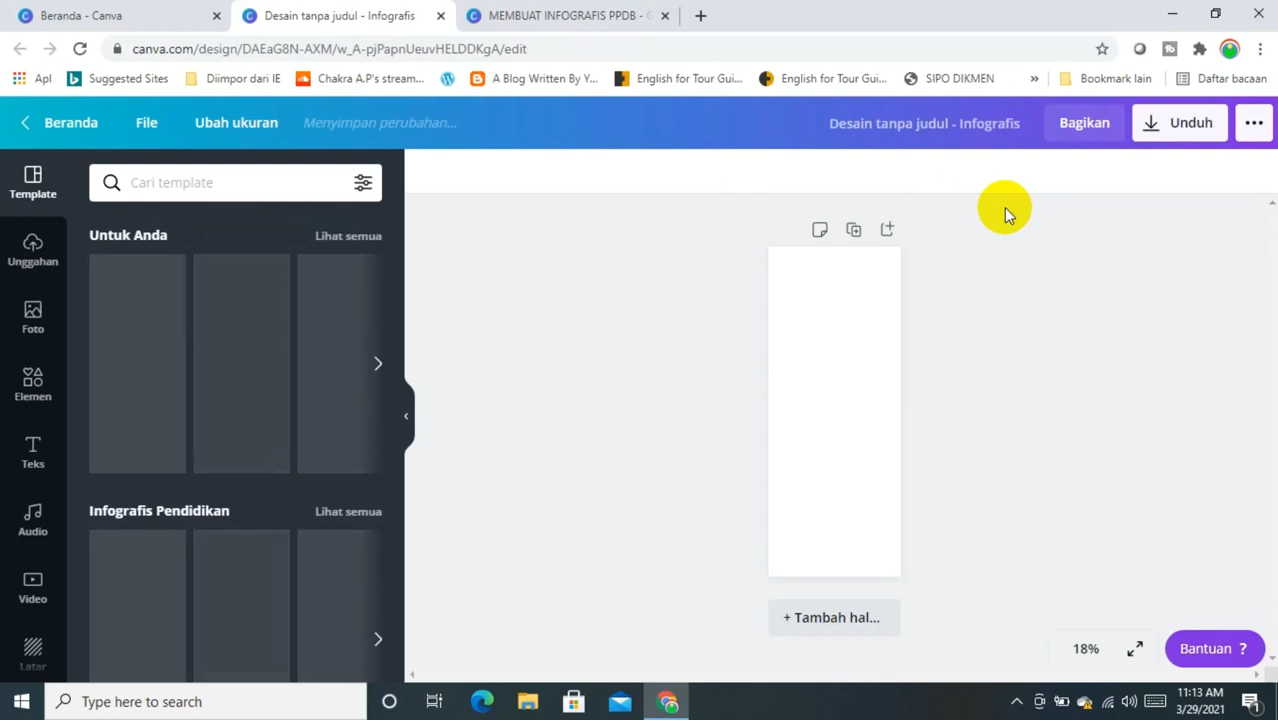 Beranda - Canva
Desain tanpa judul - Infografis
MEMBUAT INFOGRAFIS PPDB -
canva.com/design/DAEaG8N-AXM/w_A-pjPapnUeuvHELDDKgA/edit
Apl
Suggested Sites
Diimpor dari IE
Chakra A.P's stream...
A Blog Written By Y...
English for Tour Gui...
English for Tour Gui...
SIPO DIKMEN
»
Bookmark lain
Daftar bacaan
Beranda
File
Ubah ukuran
Menyimpan perubahan...
Desain tanpa judul - Infografis
Bagikan
Unduh
Template
Cari template
Untuk Anda
Lihat semua
Unggahan
Foto
Elemen
Teks
Infografis Pendidikan
Lihat semua
Audio
Video
Latar
+ Tambah hal...
18%
Bantuan ?
Type here to search
11:13 AM
3/29/2021
1